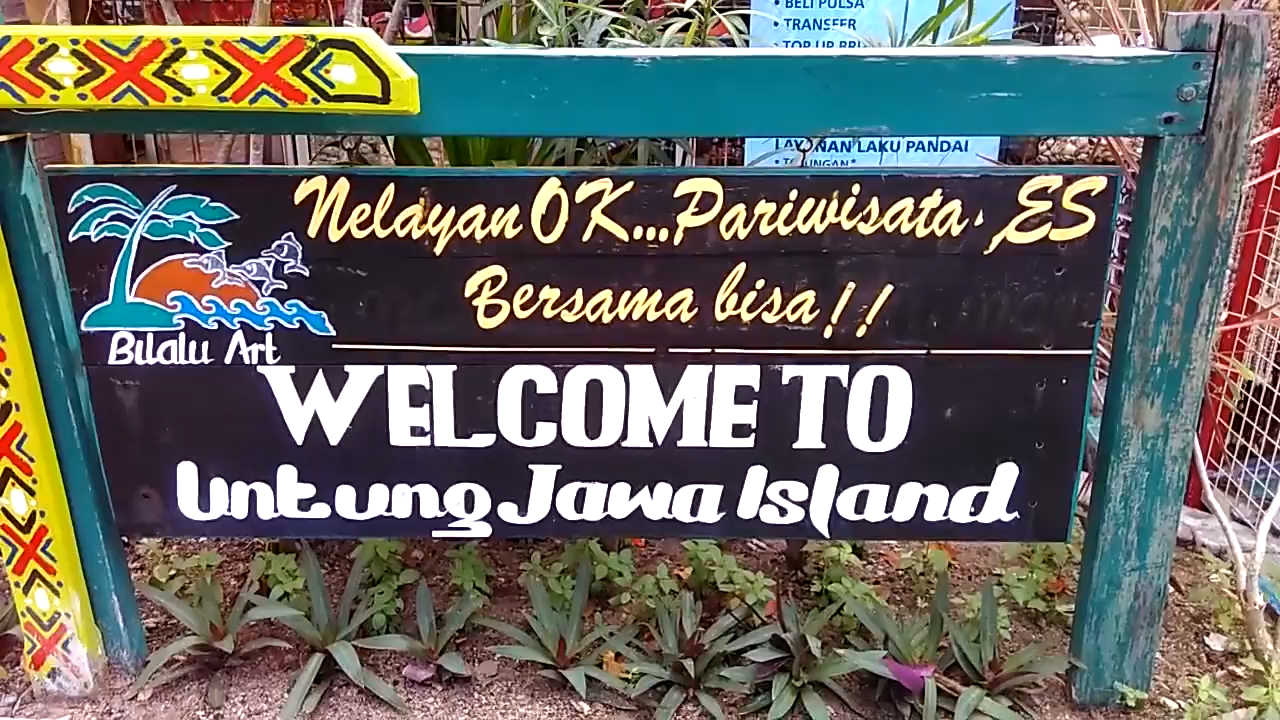 • BELI PULSA
• TRANSFER
• TOP UP BRI
LAYANAN LAKU PANDAI
Nelayan OK...Pariwisata, ES
Bersama bisa!!
Bilalu Art
WELCOME TO
Untung Jawa Island